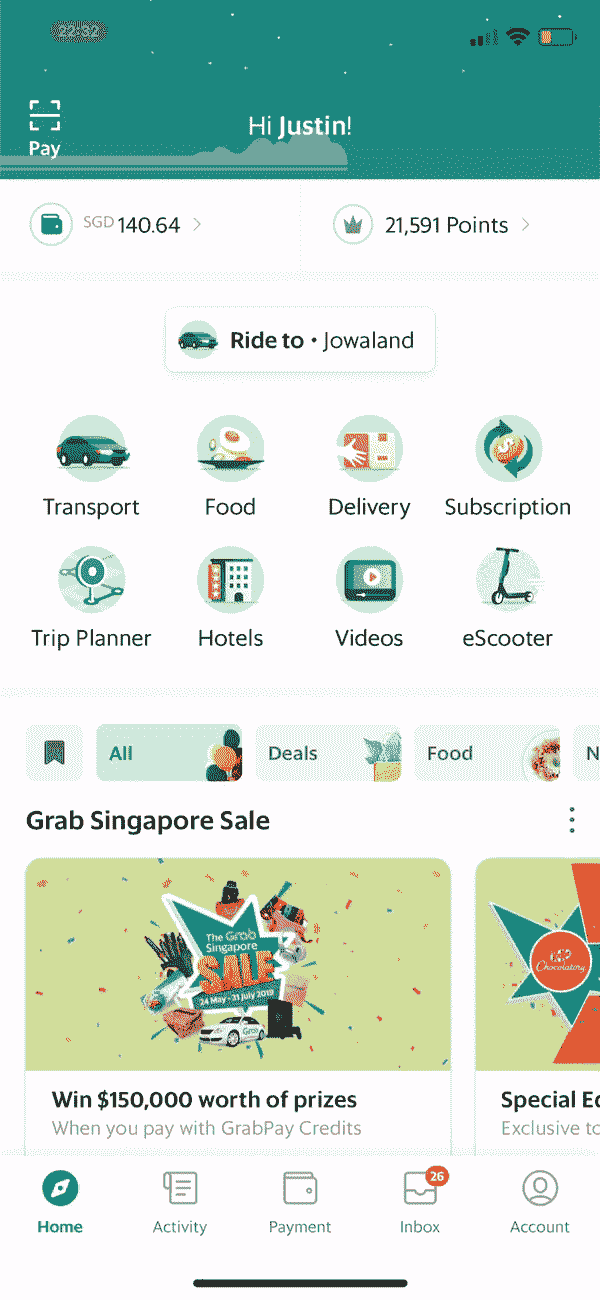 22:32
Pay
Hi Justin!
SGD 140.64
21,591 Points
Ride to • Jowaland
Transport
Food
Delivery
Subscription
Trip Planner
Hotels
Videos
eScooter
All
Deals
Food
N
Grab Singapore Sale
The Grab
Singapore
SALE
24 May - 31 July 2019
Grab
Chocolatory
Win $150,000 worth of prizes
When you pay with GrabPay Credits
Special Ed
Exclusive to
26
Home
Activity
Payment
Inbox
Account